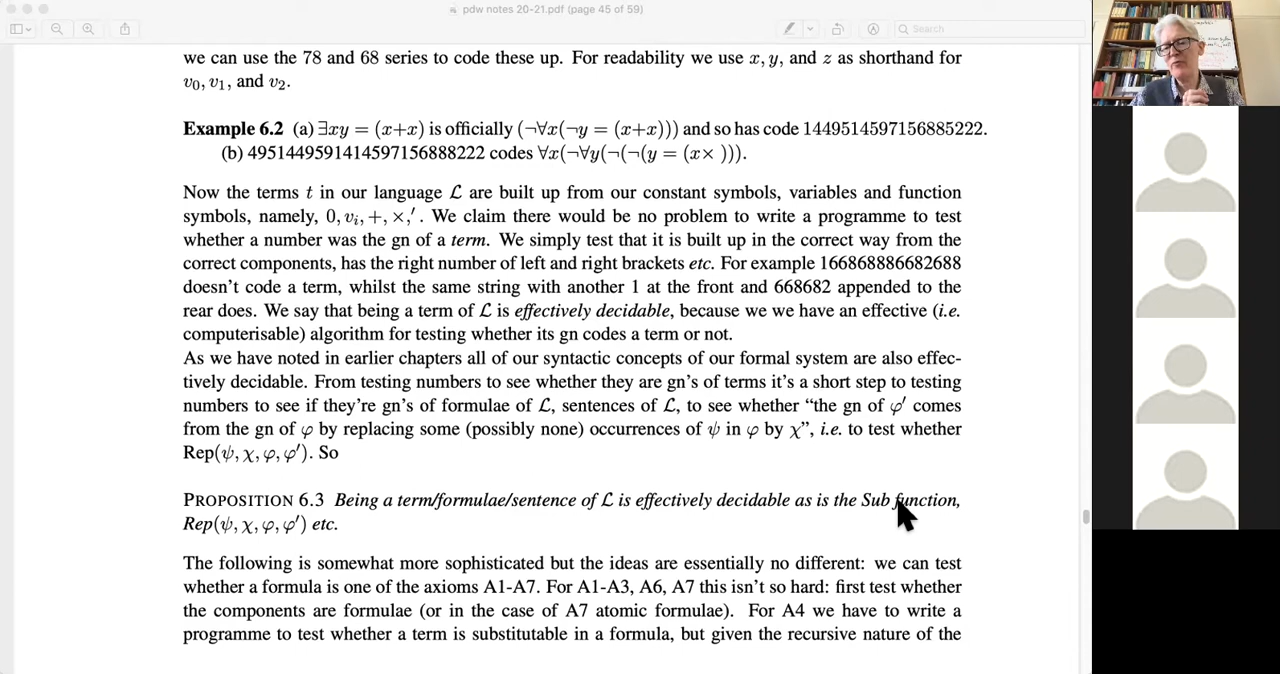 pdw notes 20-21.pdf (page 45 of 59)
Search
we can use the 78 and 68 series to code these up. For readability we use x, y, and z as shorthand for
v₀, v₁, and v₂.
Example 6.2 (a) ∃xy = (x+x) is officially (¬∀x(¬y = (x+x))) and so has code 1449514597156885222.
(b) 4951449591414597156888222 codes ∀x(¬∀y(¬(¬(y = (x× ))).
Now the terms t in our language ℒ are built up from our constant symbols, variables and function
symbols, namely, 0, vᵢ, +, ×,′ . We claim there would be no problem to write a programme to test
whether a number was the gn of a term. We simply test that it is built up in the correct way from the
correct components, has the right number of left and right brackets etc. For example 166868886682688
doesn't code a term, whilst the same string with another 1 at the front and 668682 appended to the
rear does. We say that being a term of ℒ is effectively decidable, because we we have an effective (i.e.
computerisable) algorithm for testing whether its gn codes a term or not.
As we have noted in earlier chapters all of our syntactic concepts of our formal system are also effec-
tively decidable. From testing numbers to see whether they are gn's of terms it's a short step to testing
numbers to see if they're gn's of formulae of ℒ, sentences of ℒ, to see whether “the gn of φ′ comes
from the gn of φ by replacing some (possibly none) occurrences of ψ in φ by χ”, i.e. to test whether
Rep(ψ, χ, φ, φ′). So
PROPOSITION 6.3 Being a term/formulae/sentence of ℒ is effectively decidable as is the Sub function,
Rep(ψ, χ, φ, φ′) etc.
The following is somewhat more sophisticated but the ideas are essentially no different: we can test
whether a formula is one of the axioms A1-A7. For A1-A3, A6, A7 this isn't so hard: first test whether
the components are formulae (or in the case of A7 atomic formulae). For A4 we have to write a
programme to test whether a term is substitutable in a formula, but given the recursive nature of the